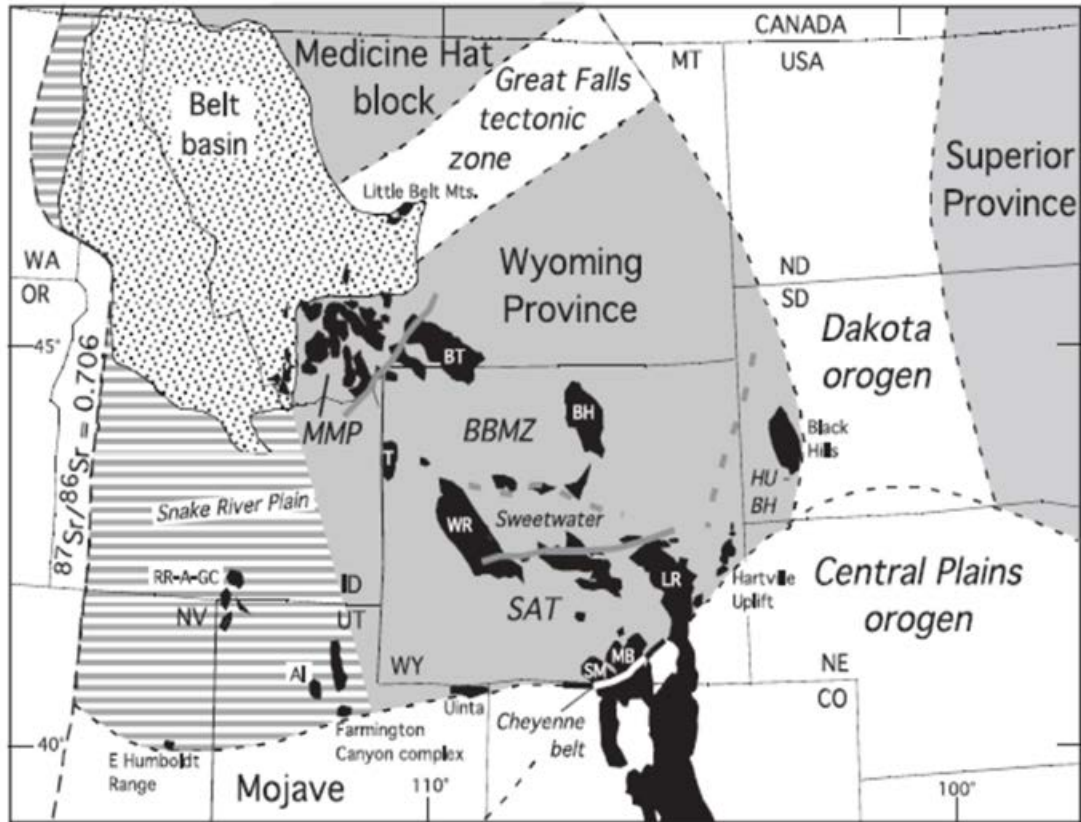 CANADA
USA
MT
Medicine Hat
block
Great Falls
tectonic
zone
Belt
basin
Superior
Province
Little Belt Mts.
WA
OR
Wyoming
Province
ND
SD
Dakota
orogen
45°
BT
MMP
BBMZ
BH
Black
Hills
HU -
BH
T
87Sr/86Sr = 0.706
Snake River Plain
WR
Sweetwater
RR-A-GC
ID
NV
UT
SAT
LR
Hartville
Uplift
Central Plains
orogen
WY
SM
MB
NE
CO
AI
Uinta
Cheyenne
belt
Farmington
Canyon complex
40°
E Humboldt
Range
Mojave
110°
100°